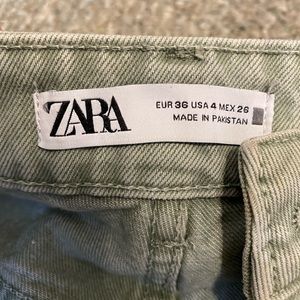 ZARA
EUR 36 USA 4 MEX 26
MADE IN PAKISTAN